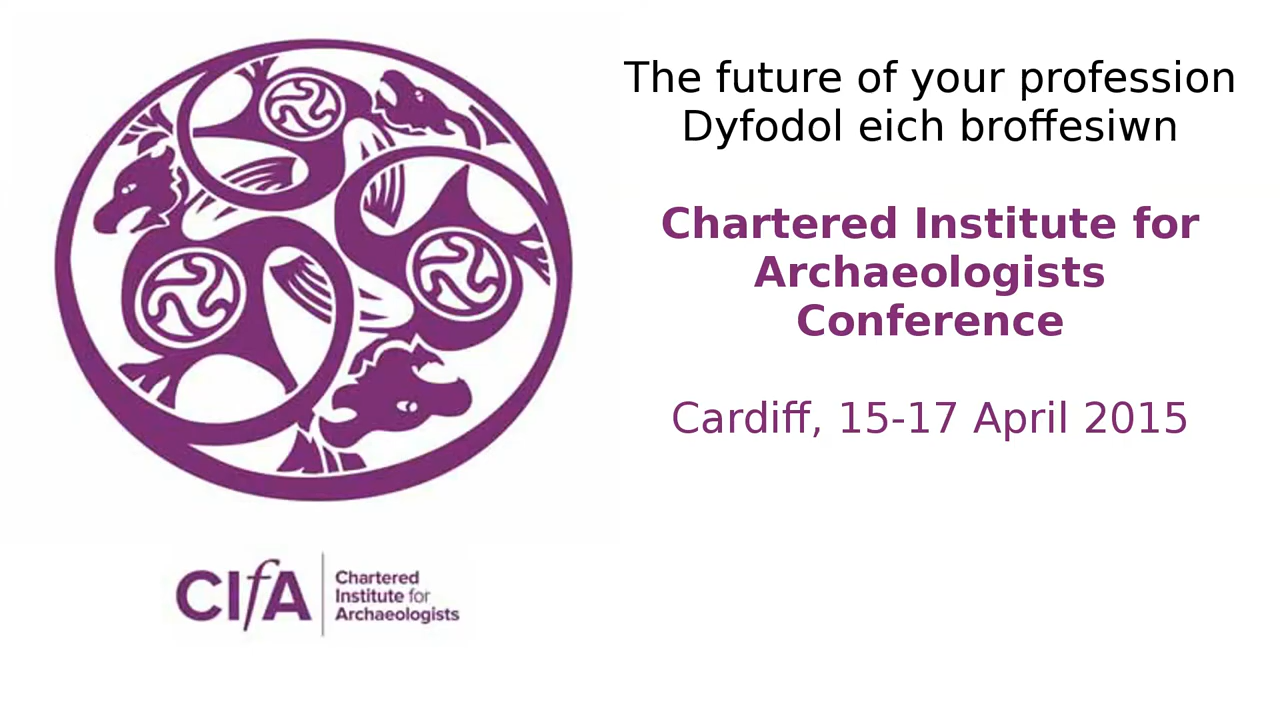 The future of your profession
Dyfodol eich broffesiwn
Chartered Institute for
Archaeologists
Conference
Cardiff, 15-17 April 2015
CIfA
Chartered
Institute for
Archaeologists